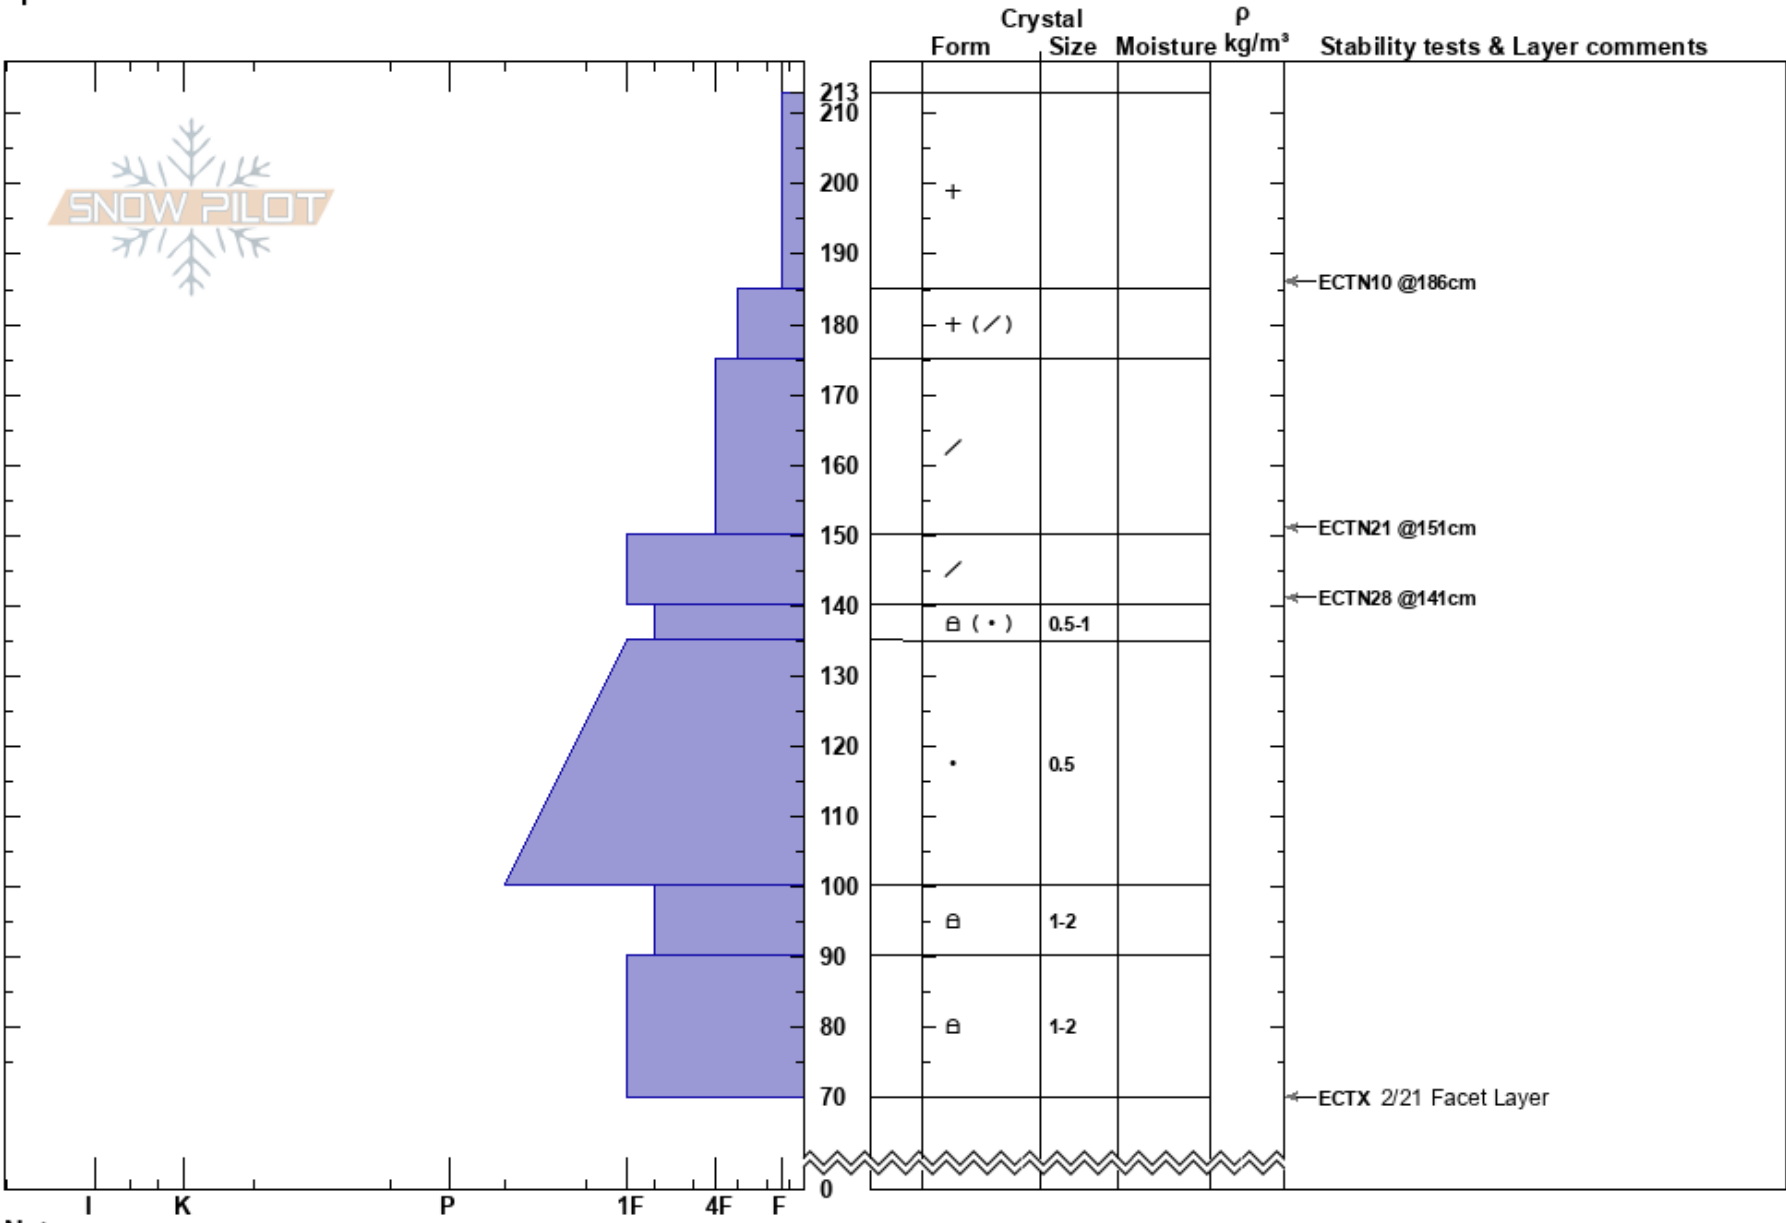 Crystal ρ
Form Size Moisture kg/m³ Stability tests & Layer comments
213
210
SNOW PILOT
200
+
190
ECTN10 @186cm
180 + (∕)
170
∕
160
ECTN21 @151cm
150
∕
ECTN28 @141cm
140
( • ) 0.5-1
130
120
• 0.5
110
100
1-2
90
80 1-2
70 ECTX 2/21 Facet Layer
0
I K P 1F 4F F